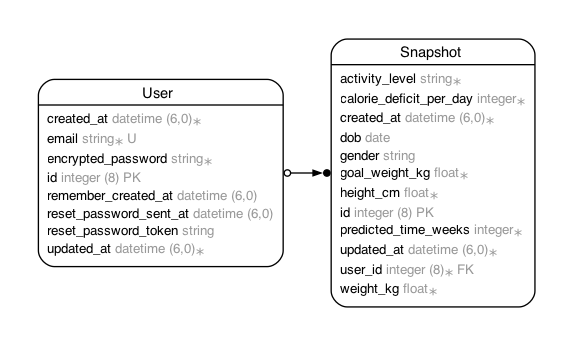 User
created_at datetime (6,0)∗
email string∗ U
encrypted_password string∗
id integer (8) PK
remember_created_at datetime (6,0)
reset_password_sent_at datetime (6,0)
reset_password_token string
updated_at datetime (6,0)∗
Snapshot
activity_level string∗
calorie_deficit_per_day integer∗
created_at datetime (6,0)∗
dob date
gender string
goal_weight_kg float∗
height_cm float∗
id integer (8) PK
predicted_time_weeks integer∗
updated_at datetime (6,0)∗
user_id integer (8)∗ FK
weight_kg float∗